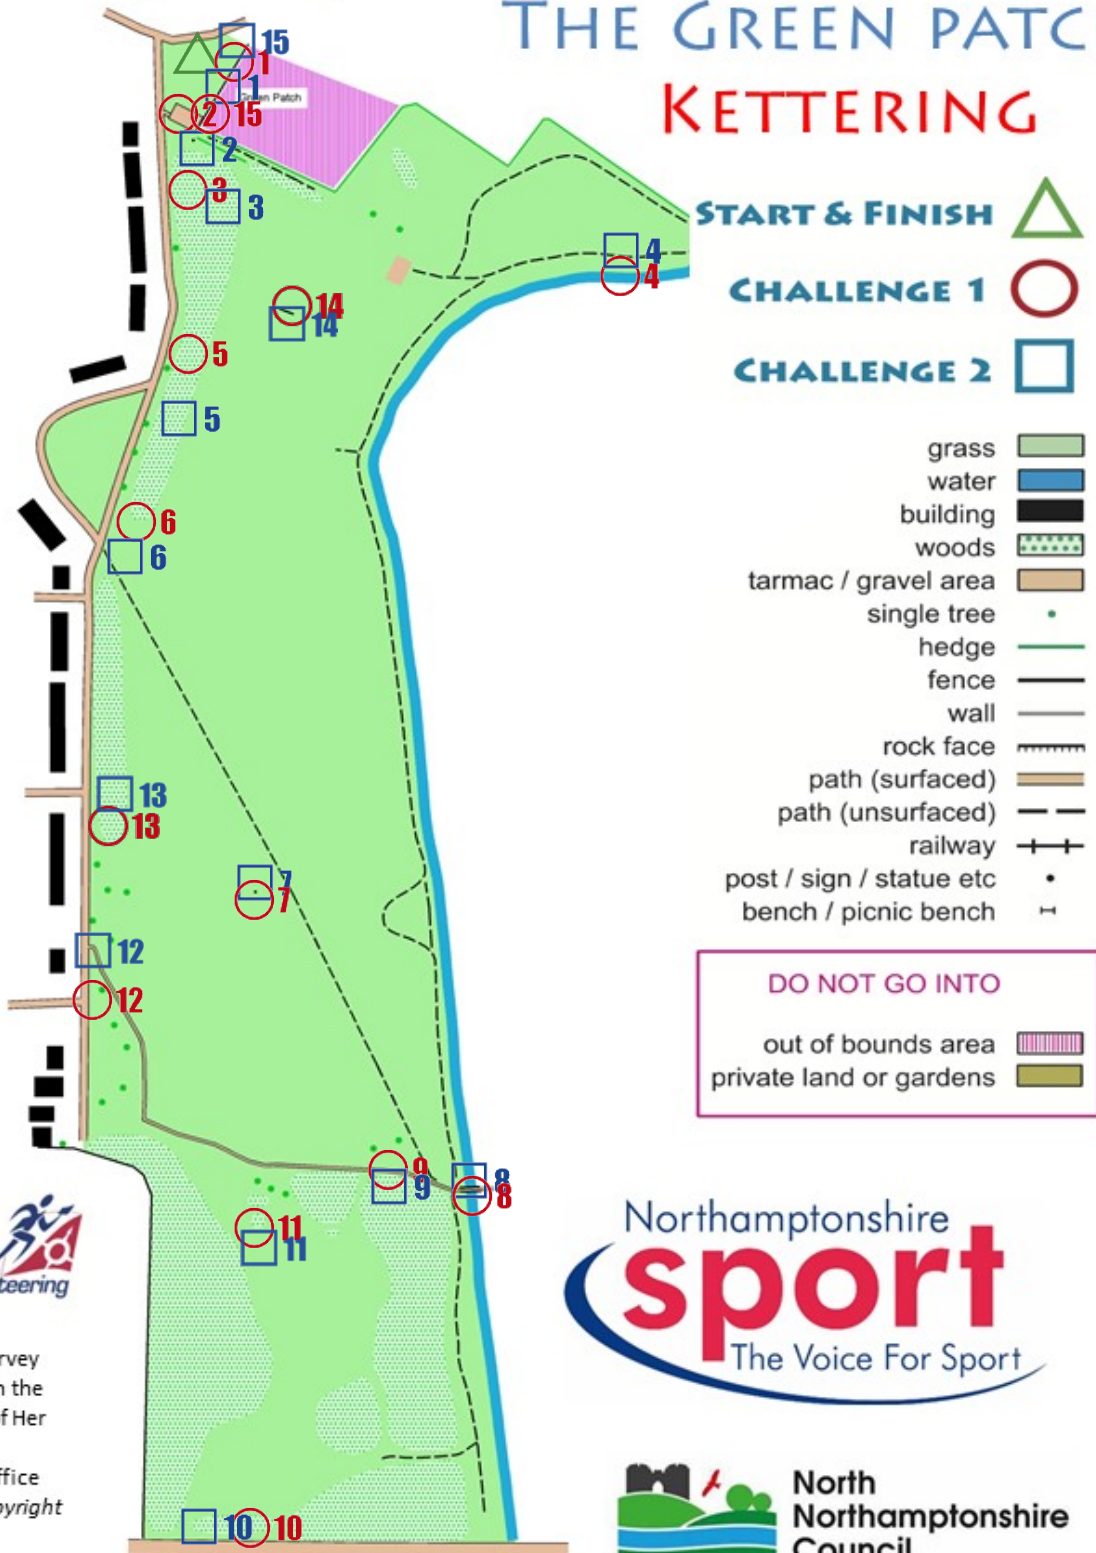 THE GREEN PATC
KETTERING
START & FINISH
CHALLENGE 1
CHALLENGE 2
grass
water
building
woods
tarmac / gravel area
single tree
hedge
fence
wall
rock face
path (surfaced)
path (unsurfaced)
railway
post / sign / statue etc
bench / picnic bench
DO NOT GO INTO
out of bounds area
private land or gardens
15
1
1
Green Patch
2
15
2
3
3
4
4
14
14
5
5
6
6
13
13
7
7
12
12
9
8
9
8
11
11
10
10
teering
rvey
n the
f Her
ffice
pyright
Northamptonshire
sport
The Voice For Sport
North
Northamptonshire
Council